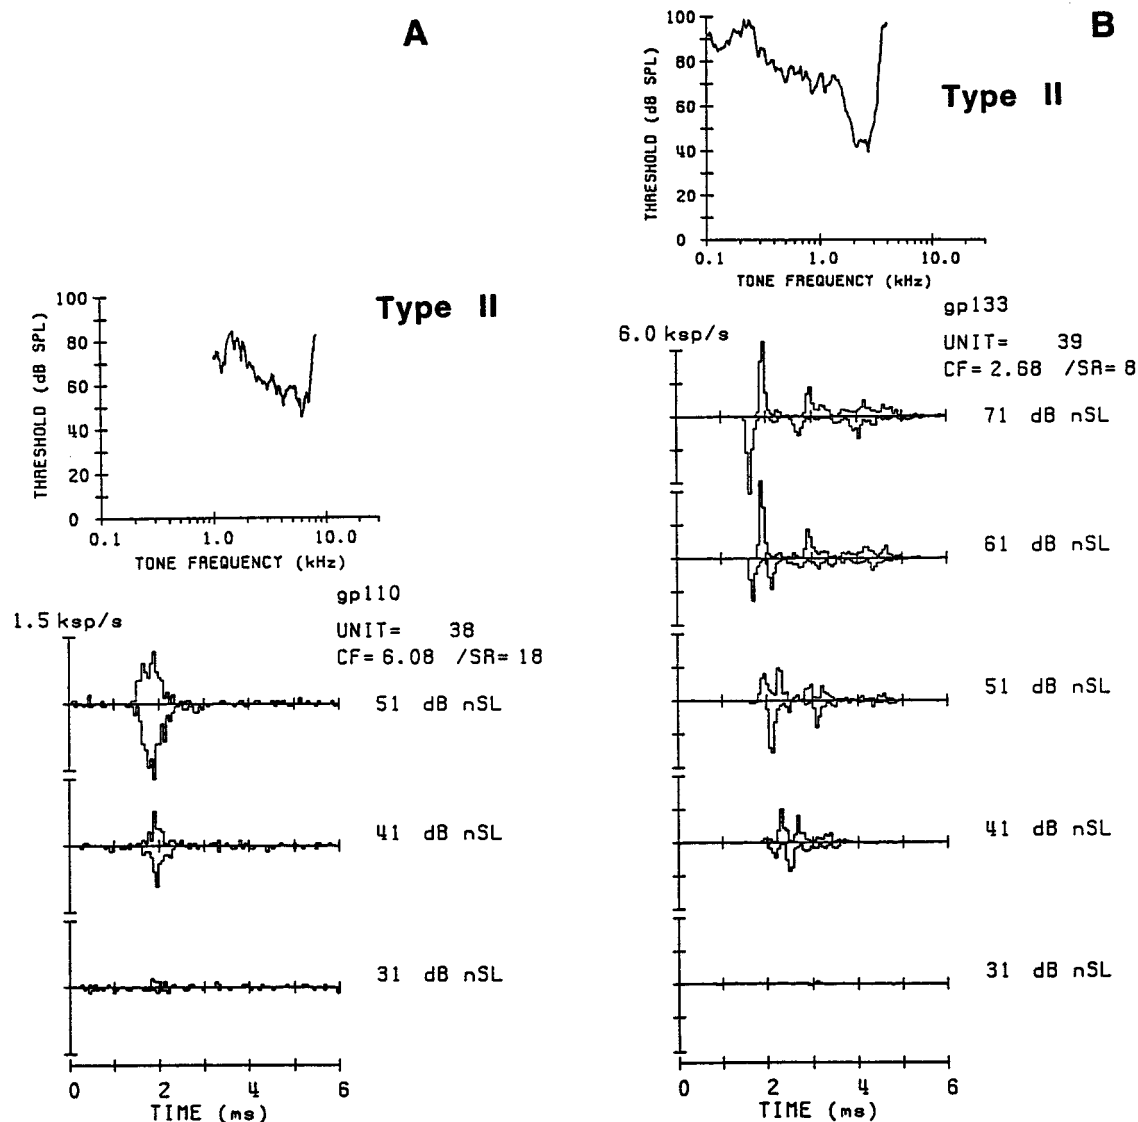 A
Type II
THRESHOLD (dB SPL)
100
80
60
40
20
0
0.1
1.0
10.0
TONE FREQUENCY (kHz)
gp110
1.5 ksp/s
UNIT= 38
CF= 6.08 /SR= 18
51 dB nSL
41 dB nSL
31 dB nSL
0
2
4
6
TIME (ms)
B
Type II
THRESHOLD (dB SPL)
100
80
60
40
20
0
0.1
1.0
10.0
TONE FREQUENCY (kHz)
gp133
6.0 ksp/s
UNIT= 39
CF= 2.68 /SR= 8
71 dB nSL
61 dB nSL
51 dB nSL
41 dB nSL
31 dB nSL
0
2
4
6
TIME (ms)